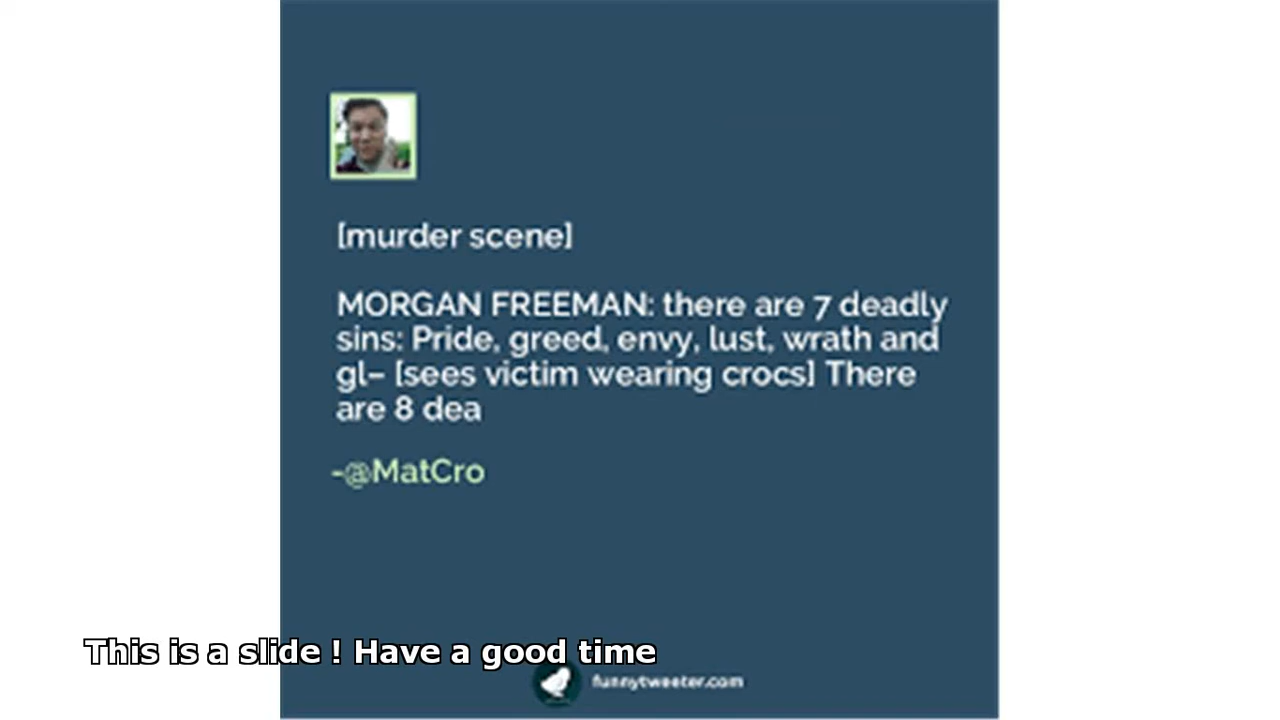 [murder scene]
MORGAN FREEMAN: there are 7 deadly
sins: Pride, greed, envy, lust, wrath and
gl– [sees victim wearing crocs] There
are 8 dea
-@MatCro
This is a slide ! Have a good time
funnytweeter.com